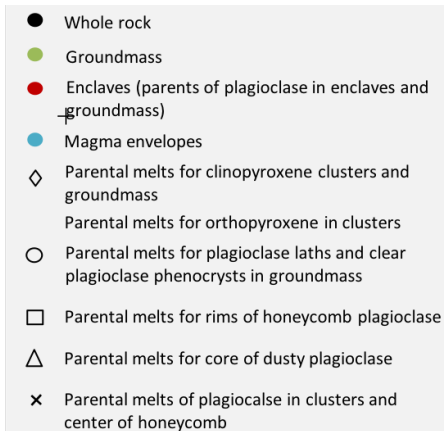 Whole rock
Groundmass
Enclaves (parents of plagioclase in enclaves and
groundmass)
Magma envelopes
Parental melts for clinopyroxene clusters and
groundmass
Parental melts for orthopyroxene in clusters
Parental melts for plagioclase laths and clear
plagioclase phenocrysts in groundmass
Parental melts for rims of honeycomb plagioclase
Parental melts for core of dusty plagioclase
Parental melts of plagiocalse in clusters and
center of honeycomb